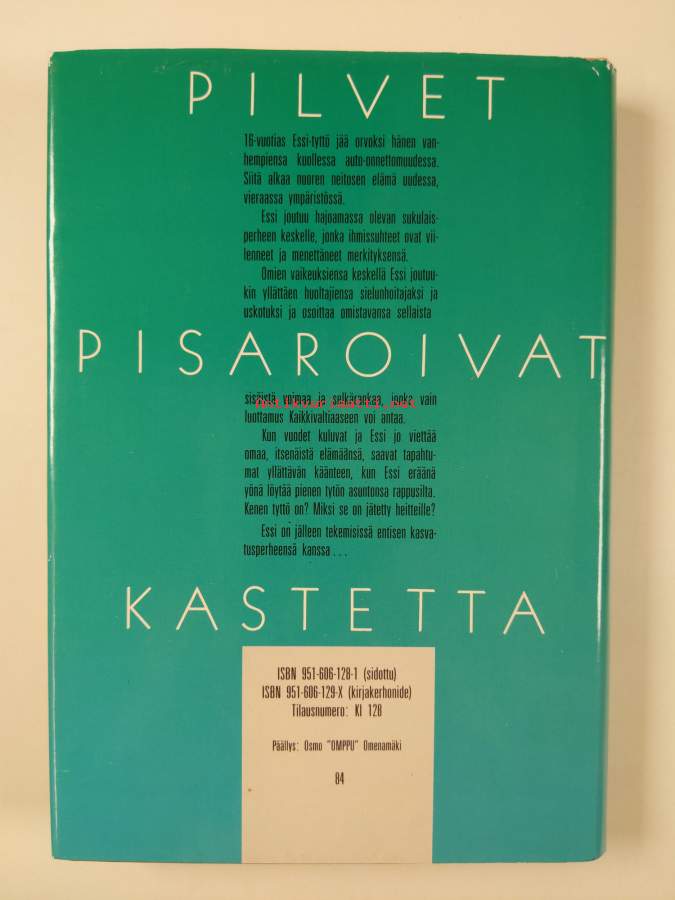 PILVET
16-vuotias Essi-tyttö jää orvoksi hänen van-
hempiensa kuollessa auto-onnettomuudessa.
Siitä alkaa nuoren neitosen elämä uudessa,
vieraassa ympäristössä.
Essi joutuu hajoamassa olevan sukulais-
perheen keskelle, jonka ihmissuhteet ovat vii-
lenneet ja menettäneet merkityksensä.
Omien vaikeuksiensa keskellä Essi joutuu-
kin yllättäen huoltajiensa sielunhoitajaksi ja
uskotuksi ja osoittaa omistavansa sellaista
PISAROIVAT
sisäistä voimaa ja selkärankaa, jonka vain
Antikvariaatti.net
luottamus Kaikkivaltiaaseen voi antaa.
Kun vuodet kuluvat ja Essi jo viettää
omaa, itsenäistä elämäänsä, saavat tapahtu-
mat yllättävän käänteen, kun Essi eräänä
yönä löytää pienen tytön asuntonsa rappusilta.
Kenen tyttö on? Miksi se on jätetty heitteille?
Essi on jälleen tekemisissä entisen kasva-
tusperheensä kanssa ...
KASTETTA
ISBN 951-606-128-1 (sidottu)
ISBN 951-606-129-X (kirjakerhonide)
Tilausnumero: KI 128
Päällys: Osmo "OMPPU" Omenamäki
84